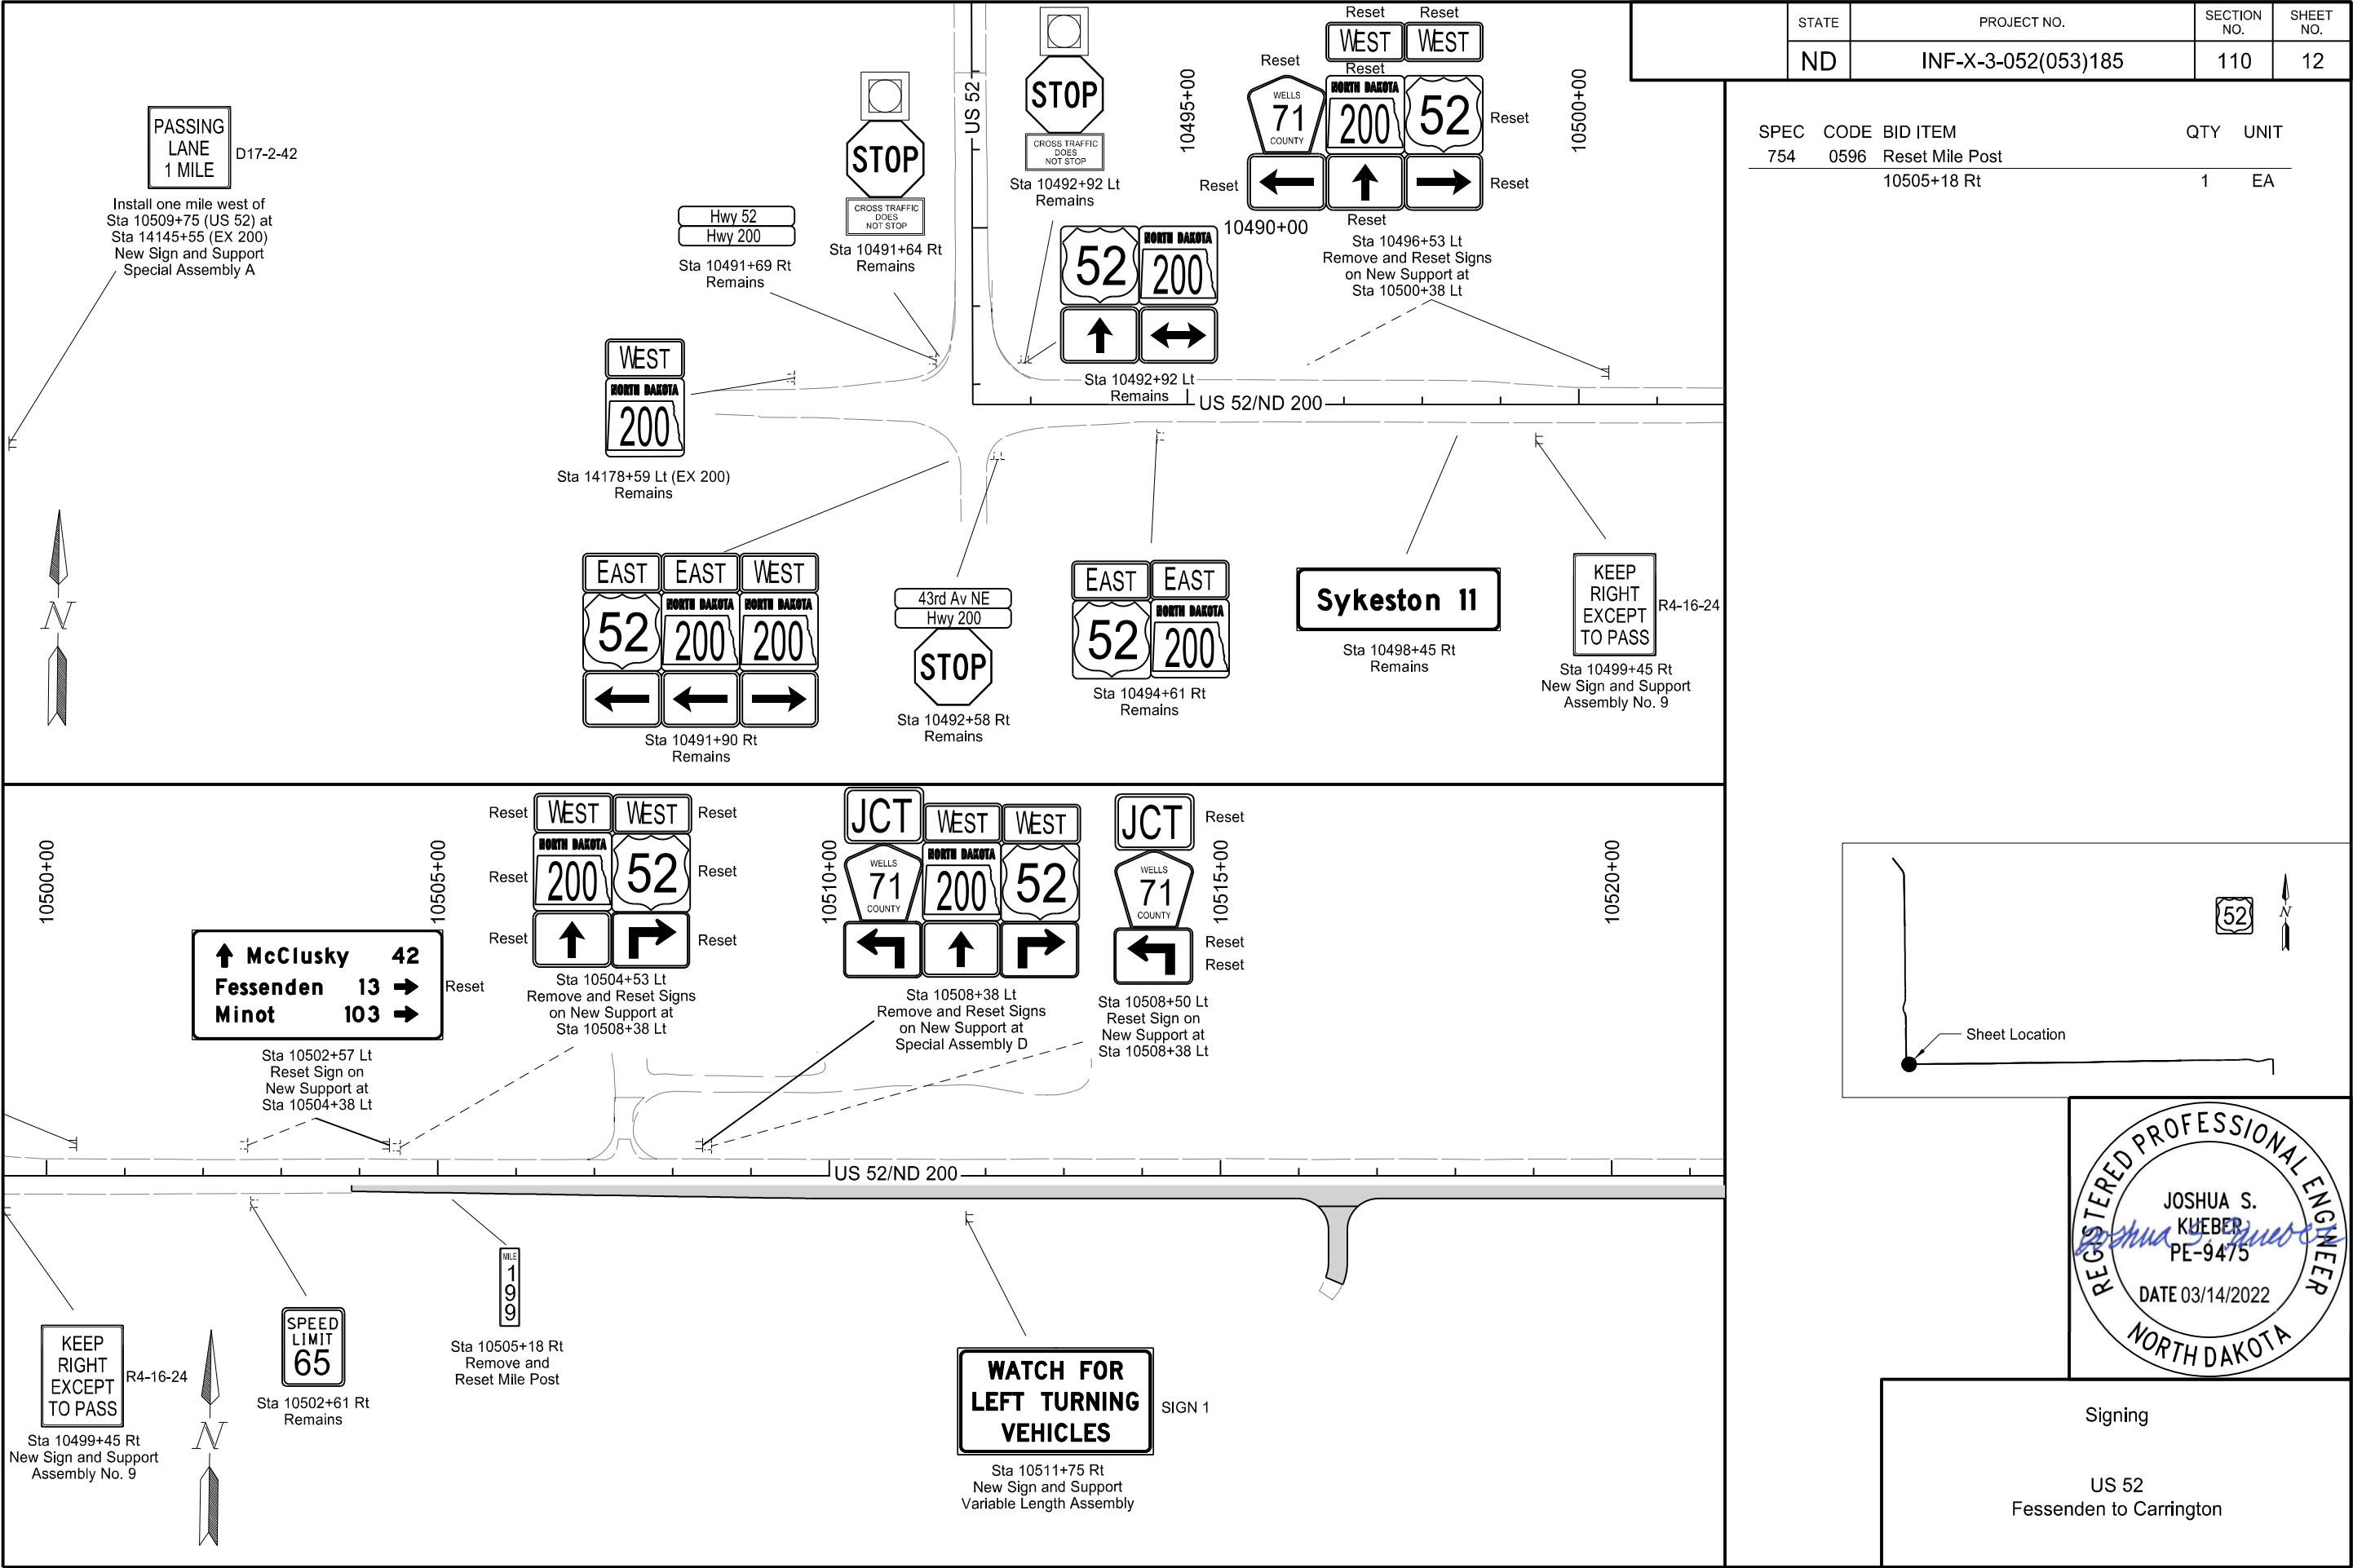 STATE
PROJECT NO.
SECTION NO.
SHEET NO.
ND
INF-X-3-052(053)185
110
12
SPEC CODE BID ITEM QTY UNIT
754 0596 Reset Mile Post
10505+18 Rt 1 EA
PASSING
LANE
1 MILE
D17-2-42
Install one mile west of
Sta 10509+75 (US 52) at
Sta 14145+55 (EX 200)
New Sign and Support
Special Assembly A
Hwy 52
Hwy 200
Sta 10491+69 Rt
Remains
STOP
CROSS TRAFFIC
DOES
NOT STOP
Sta 10491+64 Rt
Remains
US 52
STOP
CROSS TRAFFIC
DOES
NOT STOP
Sta 10492+92 Lt
Remains
10495+00
Reset Reset
WEST WEST
Reset
Reset
WELLS
71
COUNTY
NORTH DAKOTA
200
52
Reset
Reset
Reset
Reset
10490+00
Sta 10496+53 Lt
Remove and Reset Signs
on New Support at
Sta 10500+38 Lt
10500+00
52
NORTH DAKOTA
200
Sta 10492+92 Lt
Remains
US 52/ND 200
WEST
NORTH DAKOTA
200
Sta 14178+59 Lt (EX 200)
Remains
N
EAST EAST WEST
52
NORTH DAKOTA
200
NORTH DAKOTA
200
Sta 10491+90 Rt
Remains
43rd Av NE
Hwy 200
STOP
Sta 10492+58 Rt
Remains
EAST EAST
52
NORTH DAKOTA
200
Sta 10494+61 Rt
Remains
Sykeston 11
Sta 10498+45 Rt
Remains
KEEP
RIGHT
EXCEPT
TO PASS
R4-16-24
Sta 10499+45 Rt
New Sign and Support
Assembly No. 9
10500+00
10505+00
10510+00
10515+00
10520+00
↑ McClusky 42
Fessenden 13 →
Minot 103 →
Reset
Sta 10502+57 Lt
Reset Sign on
New Support at
Sta 10504+38 Lt
Reset WEST WEST Reset
Reset
NORTH DAKOTA
200
52
Reset
Reset
Reset
Sta 10504+53 Lt
Remove and Reset Signs
on New Support at
Sta 10508+38 Lt
JCT WEST WEST
WELLS
71
COUNTY
NORTH DAKOTA
200
52
Sta 10508+38 Lt
Remove and Reset Signs
on New Support at
Special Assembly D
JCT
Reset
WELLS
71
COUNTY
Reset
Reset
Sta 10508+50 Lt
Reset Sign on
New Support at
Sta 10508+38 Lt
US 52/ND 200
KEEP
RIGHT
EXCEPT
TO PASS
R4-16-24
Sta 10499+45 Rt
New Sign and Support
Assembly No. 9
N
SPEED
LIMIT
65
Sta 10502+61 Rt
Remains
MILE
1
9
9
Sta 10505+18 Rt
Remove and
Reset Mile Post
WATCH FOR
LEFT TURNING
VEHICLES
SIGN 1
Sta 10511+75 Rt
New Sign and Support
Variable Length Assembly
52
N
Sheet Location
REGISTERED PROFESSIONAL ENGINEER
JOSHUA S.
KUEBER
PE-9475
Joshua S. Kueber
DATE 03/14/2022
NORTH DAKOTA
Signing
US 52
Fessenden to Carrington